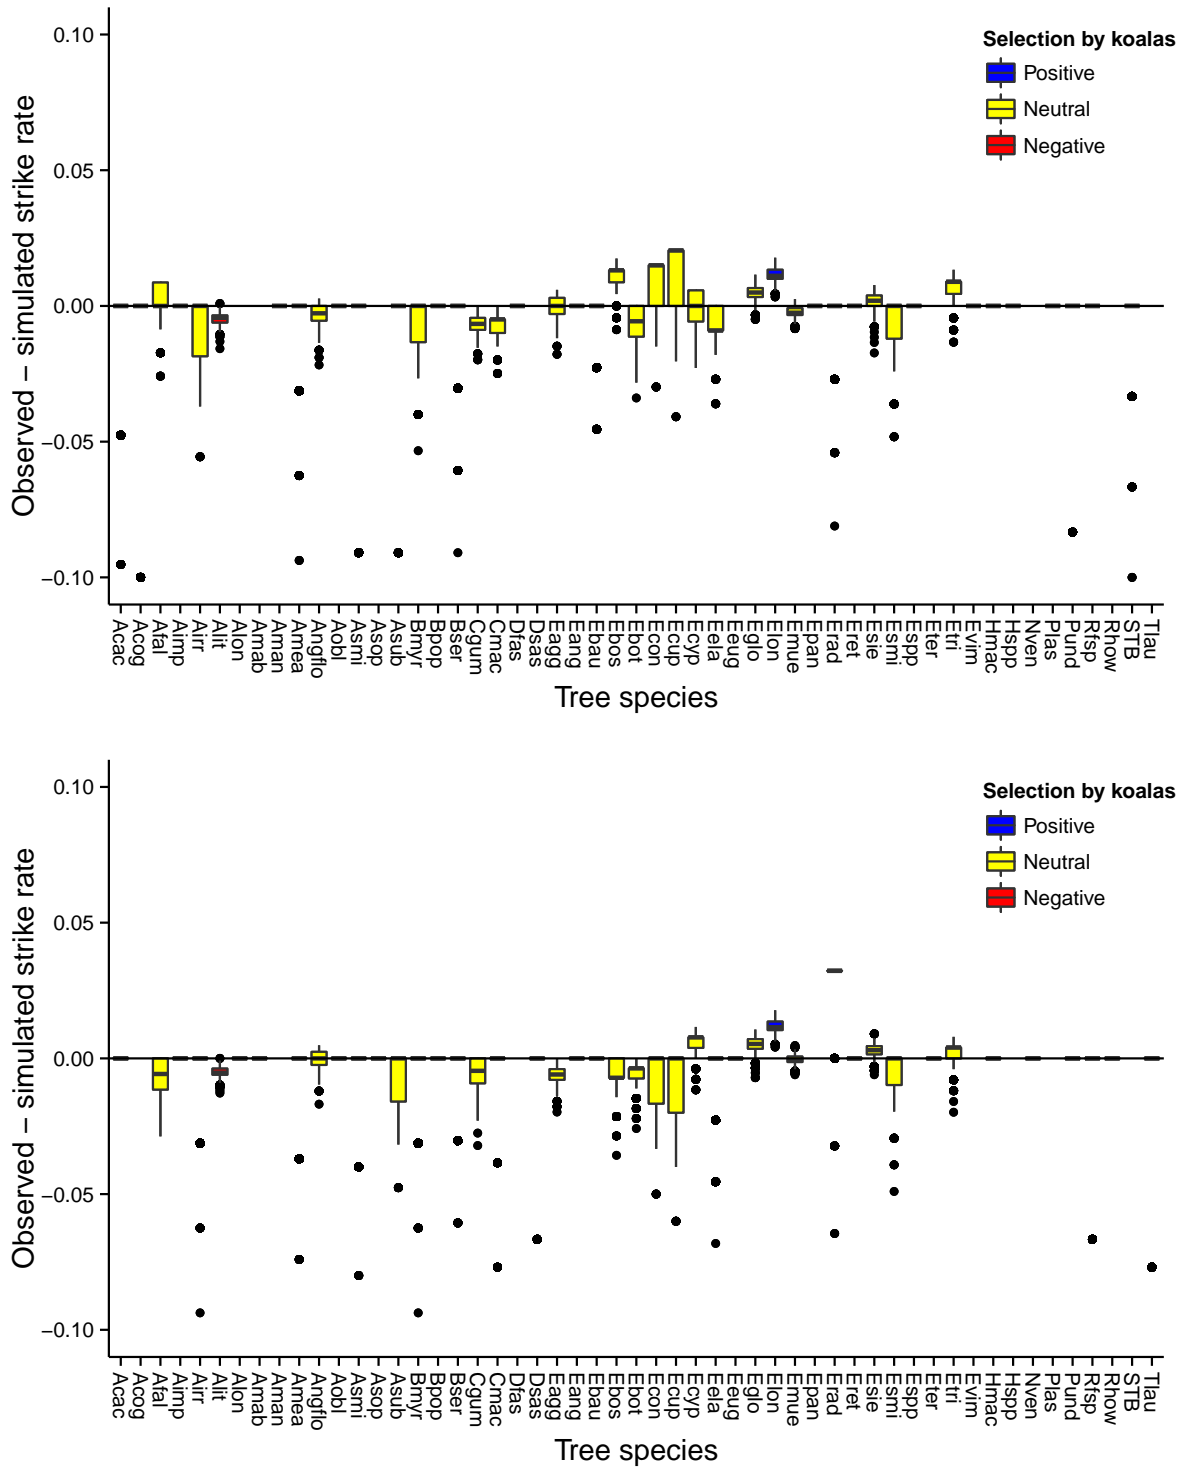 Observed − simulated strike rate
0.10
0.05
0.00
−0.05
−0.10
Selection by koalas
Positive
Neutral
Negative
Acac Acog Afal Aimp Airr Alit Alon Amab Aman Amea Angflo Aobl Asmi Asop Asub Bmyr Bpop Bser Cgum Cmac Dfas Dsas Eagg Eang Ebau Ebos Ebot Econ Ecup Ecyp Eela Eeug Eglo Elon Emue Epan Erad Eret Esie Esmi Espp Eter Etri Evim Hmac Hspp Nven Plas Pund Rfsp Rhow STB Tlau
Tree species
Observed − simulated strike rate
0.10
0.05
0.00
−0.05
−0.10
Selection by koalas
Positive
Neutral
Negative
Acac Acog Afal Aimp Airr Alit Alon Amab Aman Amea Angflo Aobl Asmi Asop Asub Bmyr Bpop Bser Cgum Cmac Dfas Dsas Eagg Eang Ebau Ebos Ebot Econ Ecup Ecyp Eela Eeug Eglo Elon Emue Epan Erad Eret Esie Esmi Espp Eter Etri Evim Hmac Hspp Nven Plas Pund Rfsp Rhow STB Tlau
Tree species